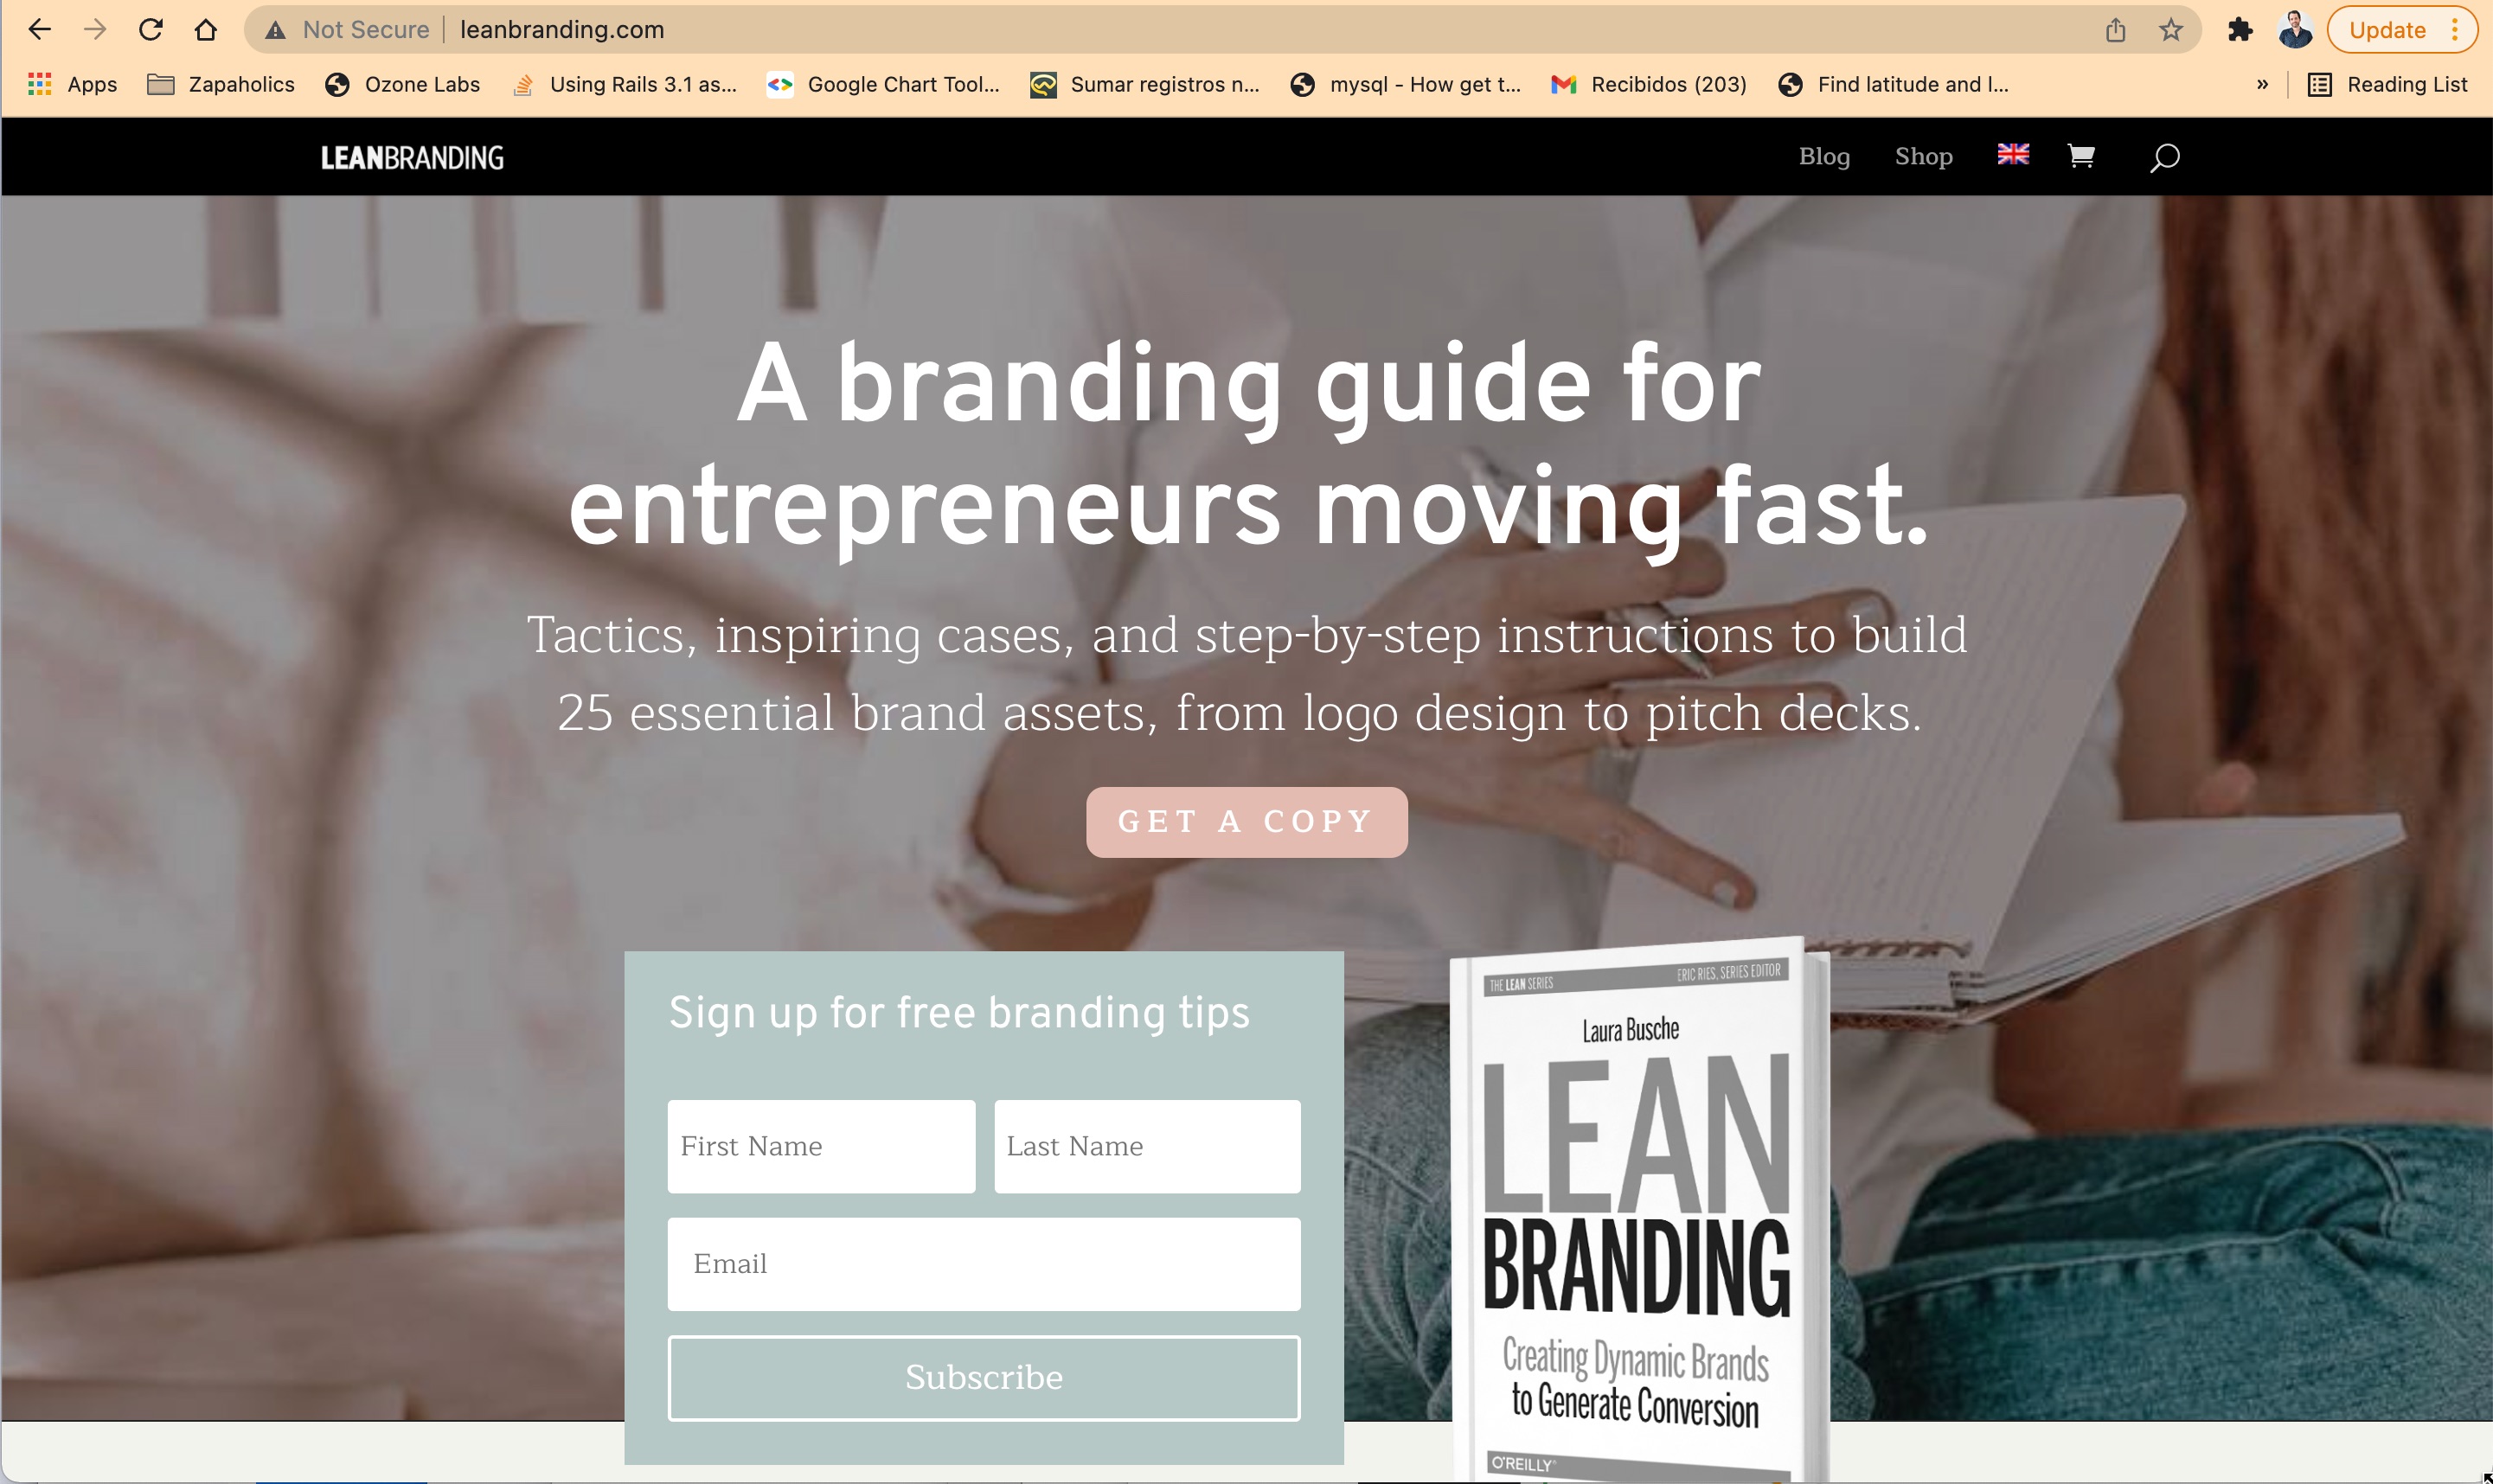 Not Secure
leanbranding.com
Update
Apps
Zapaholics
Ozone Labs
Using Rails 3.1 as...
Google Chart Tool...
Sumar registros n...
mysql - How get t...
Recibidos (203)
Find latitude and l...
»
Reading List
LEANBRANDING
Blog
Shop
A branding guide for
entrepreneurs moving fast.
Tactics, inspiring cases, and step-by-step instructions to build
25 essential brand assets, from logo design to pitch decks.
GET A COPY
Sign up for free branding tips
First Name
Last Name
Email
Subscribe
THE LEAN SERIES
ERIC RIES, SERIES EDITOR
Laura Busche
LEAN
BRANDING
Creating Dynamic Brands
to Generate Conversion
O'REILLY®